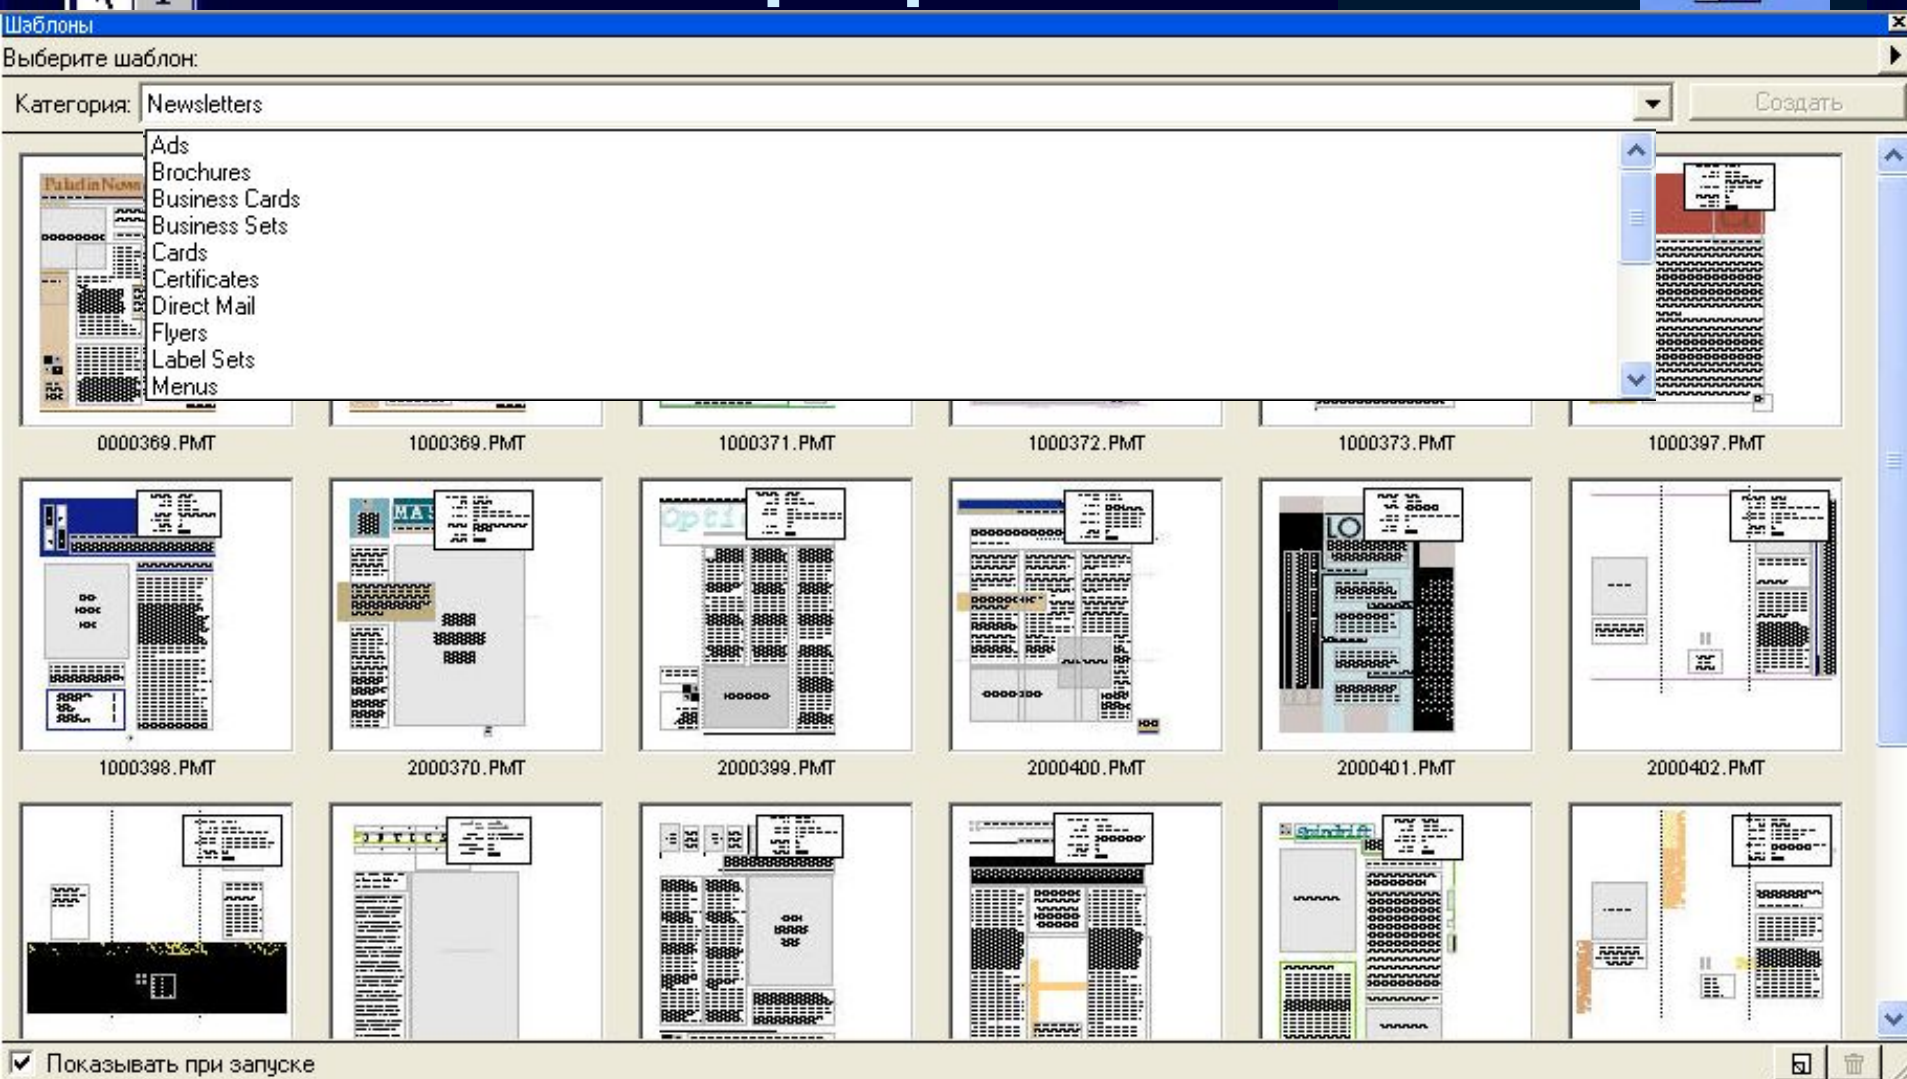 Шаблоны
Выберите шаблон:
Категория: Newsletters
Создать
Ads
Brochures
Business Cards
Business Sets
Cards
Certificates
Direct Mail
Flyers
Label Sets
Menus
0000369.PMT
1000369.PMT
1000371.PMT
1000372.PMT
1000373.PMT
1000397.PMT
1000398.PMT
2000370.PMT
2000399.PMT
2000400.PMT
2000401.PMT
2000402.PMT
Spindrift
Показывать при запуске